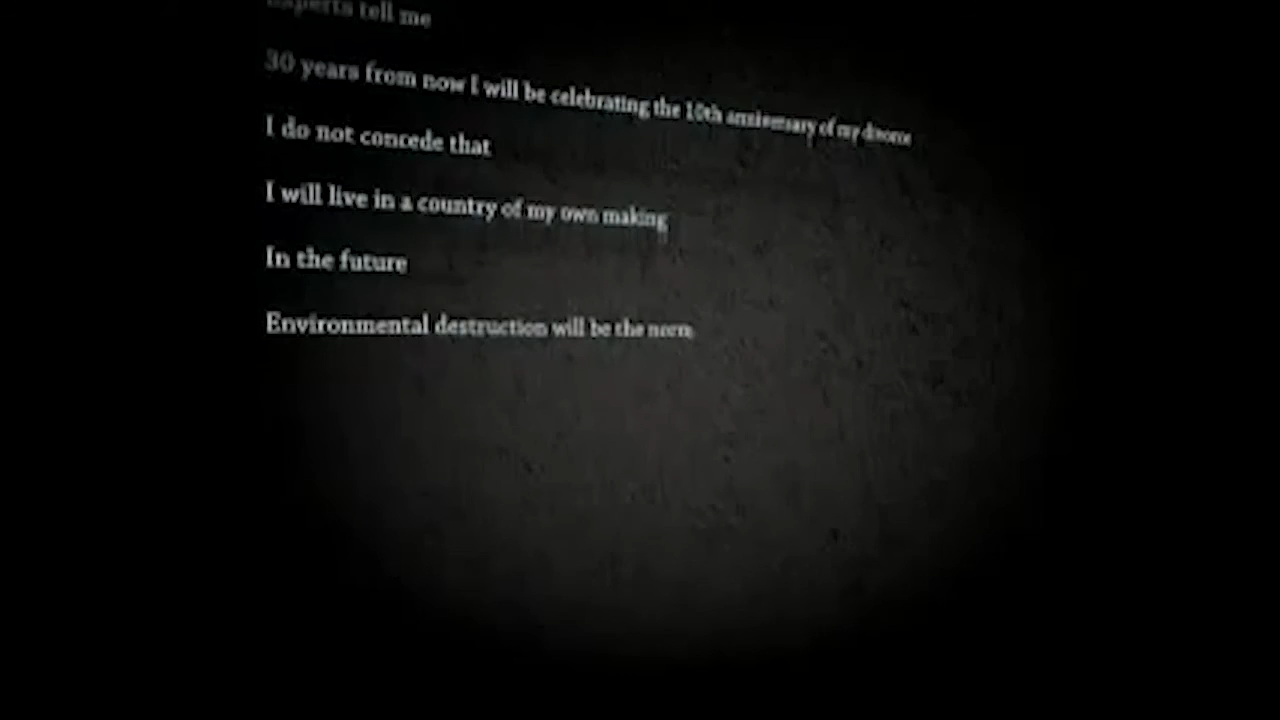 Experts tell me
30 years from now I will be celebrating the 10th anniversary of my divorce
I do not concede that
I will live in a country of my own making
In the future
Environmental destruction will be the norm